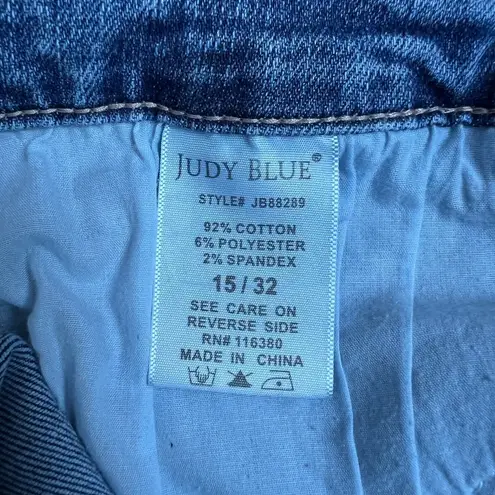 JUDY BLUE®
STYLE# JB88289
92% COTTON
6% POLYESTER
2% SPANDEX
15 / 32
SEE CARE ON
REVERSE SIDE
RN# 116380
MADE IN CHINA